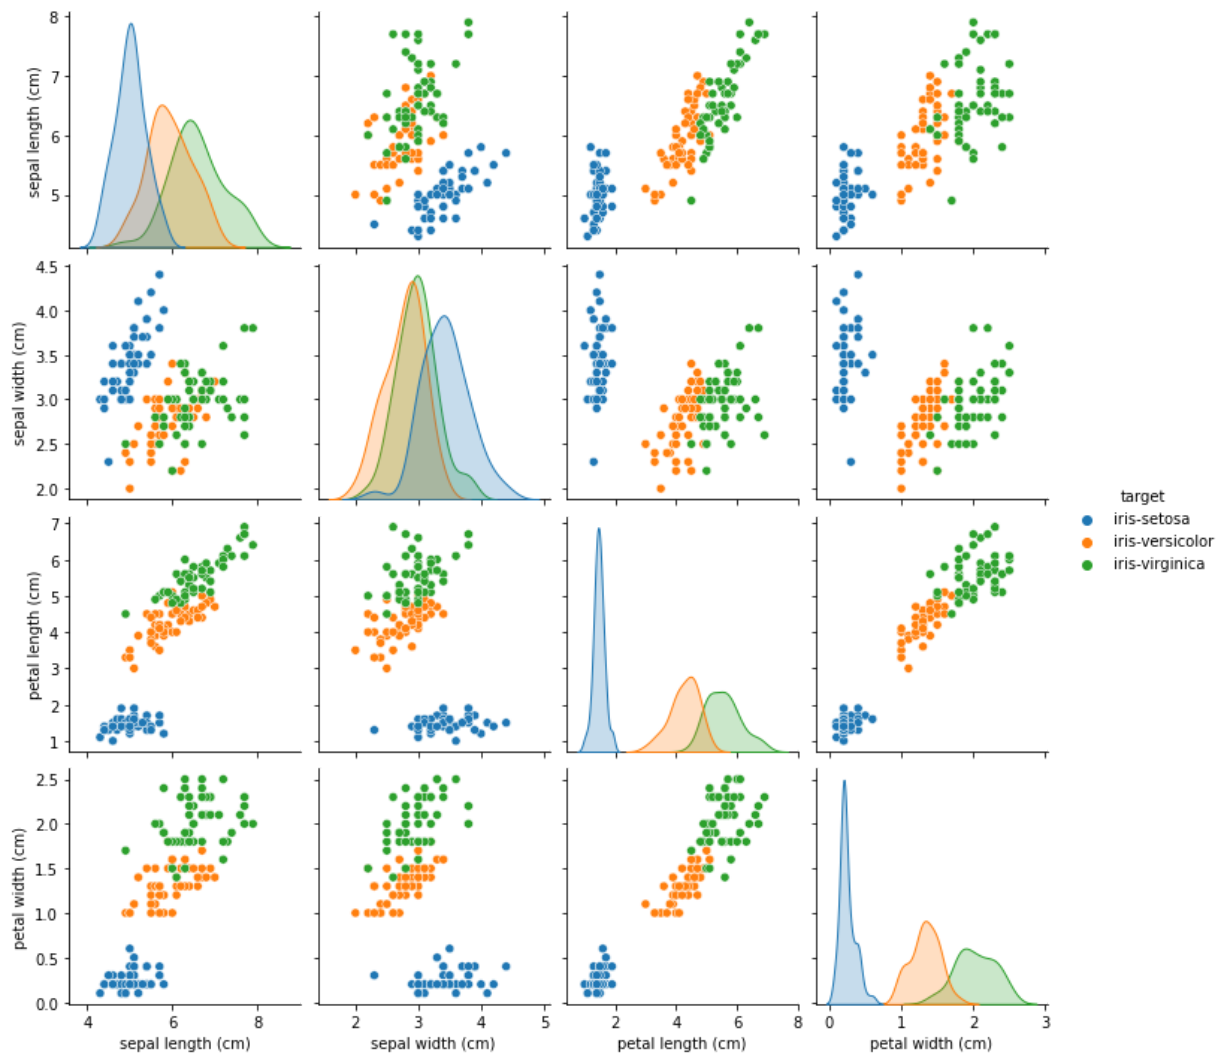 8
7
6
5
sepal length (cm)
4.5
4.0
3.5
3.0
2.5
2.0
sepal width (cm)
target
iris-setosa
iris-versicolor
iris-virginica
7
6
5
4
3
2
1
petal length (cm)
2.5
2.0
1.5
1.0
0.5
0.0
petal width (cm)
4 6 8
2 3 4 5
2 4 6 8
0 1 2 3
sepal length (cm)
sepal width (cm)
petal length (cm)
petal width (cm)